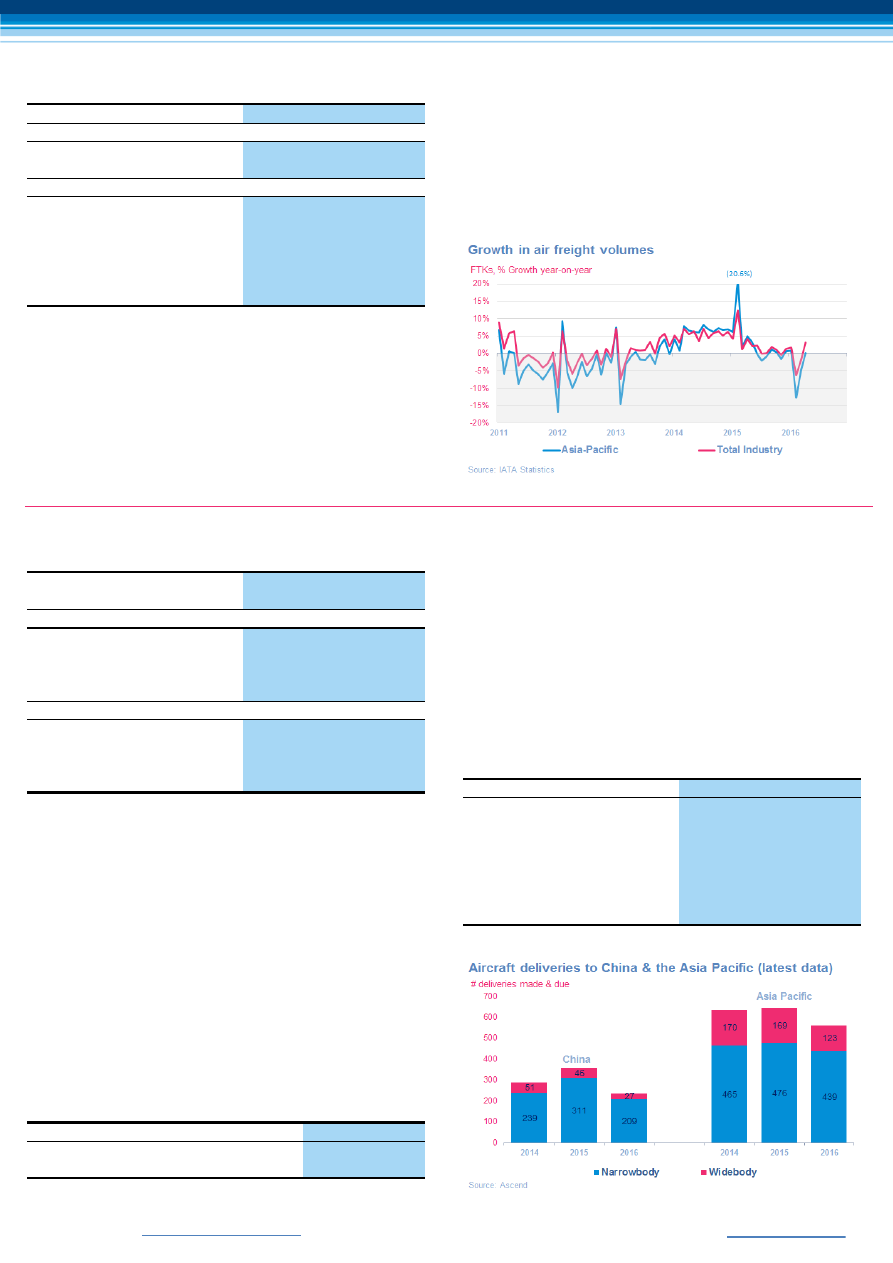 Growth in air freight volumes
FTKs, % Growth year-on-year
(20.6%)
20%
15%
10%
5%
0%
-5%
-10%
-15%
-20%
2011 2012 2013 2014 2015 2016
Asia-Pacific Total Industry
Source: IATA Statistics
Aircraft deliveries to China & the Asia Pacific (latest data)
# deliveries made & due
700
600
500
400
300
200
100
0
China
Asia Pacific
51
239
46
311
27
209
170
465
169
476
123
439
2014 2015 2016 2014 2015 2016
Narrowbody Widebody
Source: Ascend